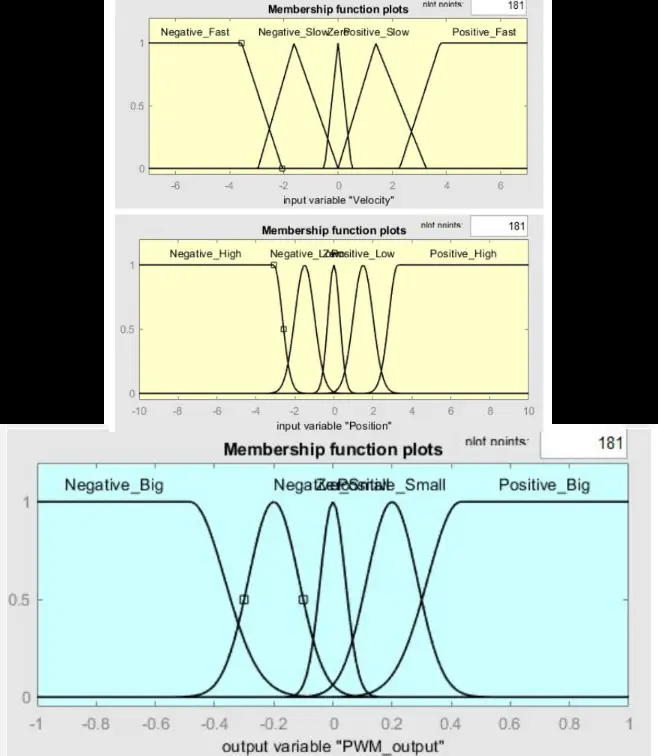 Membership function plots plot points: 181
Negative_Fast Negative_Slow Zero Positive_Slow Positive_Fast
1
0.5
0
-6 -4 -2 0 2 4 6
input variable "Velocity"
Membership function plots plot points: 181
Negative_High Negative_Low Zero Positive_Low Positive_High
1
0.5
0
-10 -8 -6 -4 -2 0 2 4 6 8 10
input variable "Position"
Membership function plots plot points: 181
Negative_Big Negative_Small Zero Positive_Small Positive_Big
1
0.5
0
-1 -0.8 -0.6 -0.4 -0.2 0 0.2 0.4 0.6 0.8 1
output variable "PWM_output"